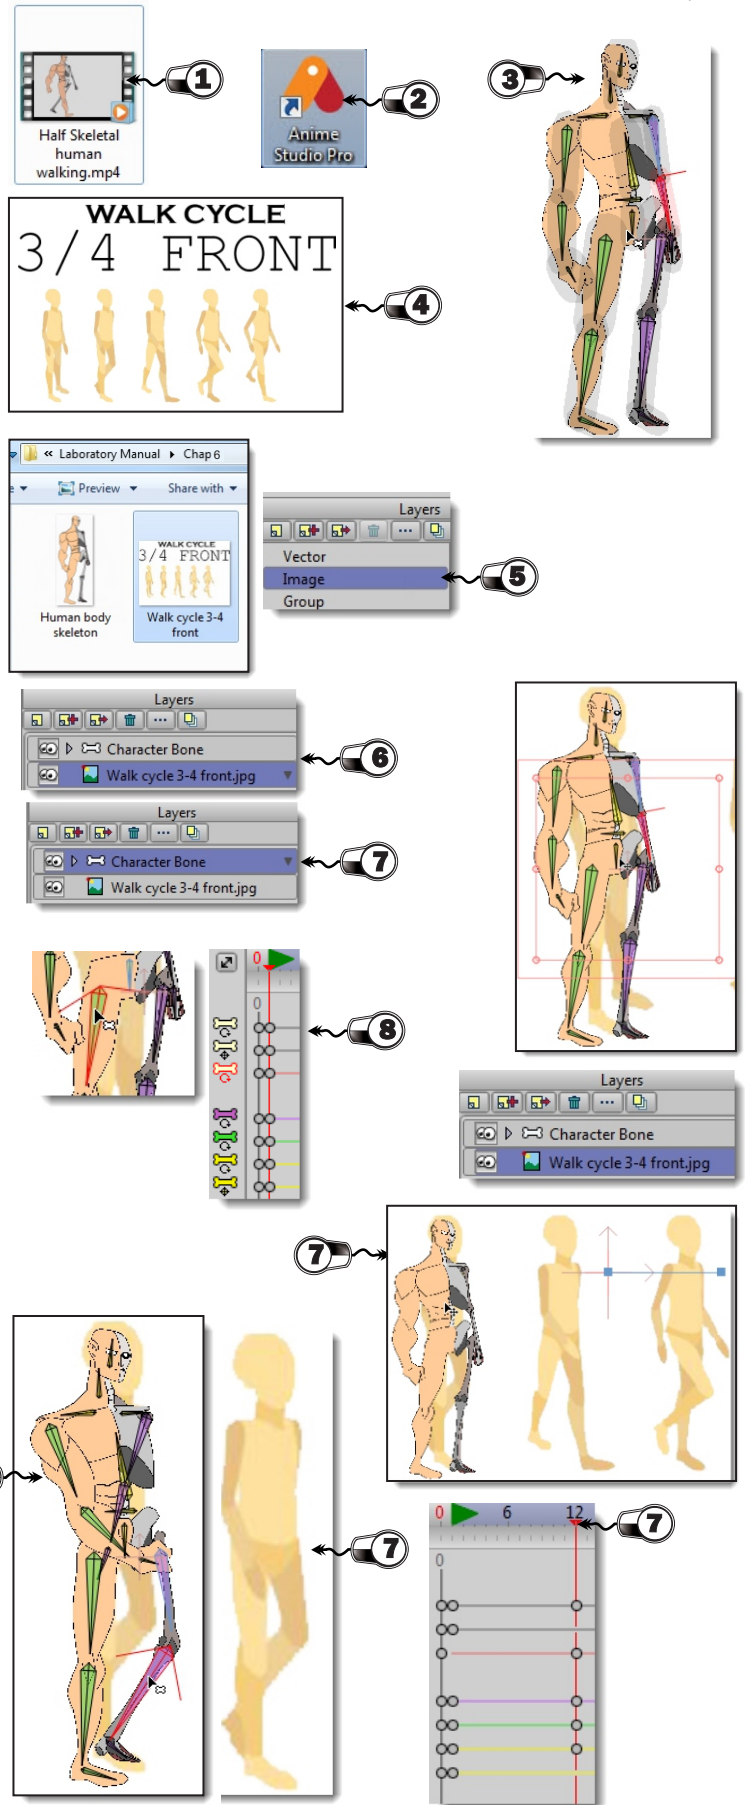 1
Half Skeletal
human
walking.mp4
Anime
Studio Pro
2
3
WALK CYCLE
3/4 FRONT
4
« Laboratory Manual ▸ Chap 6
Preview Share with
Human body
skeleton
WALK CYCLE
3/4 FRONT
Walk cycle 3-4
front
Layers
Vector
Image
Group
5
Layers
Character Bone
Walk cycle 3-4 front.jpg
6
Layers
Character Bone
Walk cycle 3-4 front.jpg
7
0
0
8
Layers
Character Bone
Walk cycle 3-4 front.jpg
7
7
0 6 12
0
7